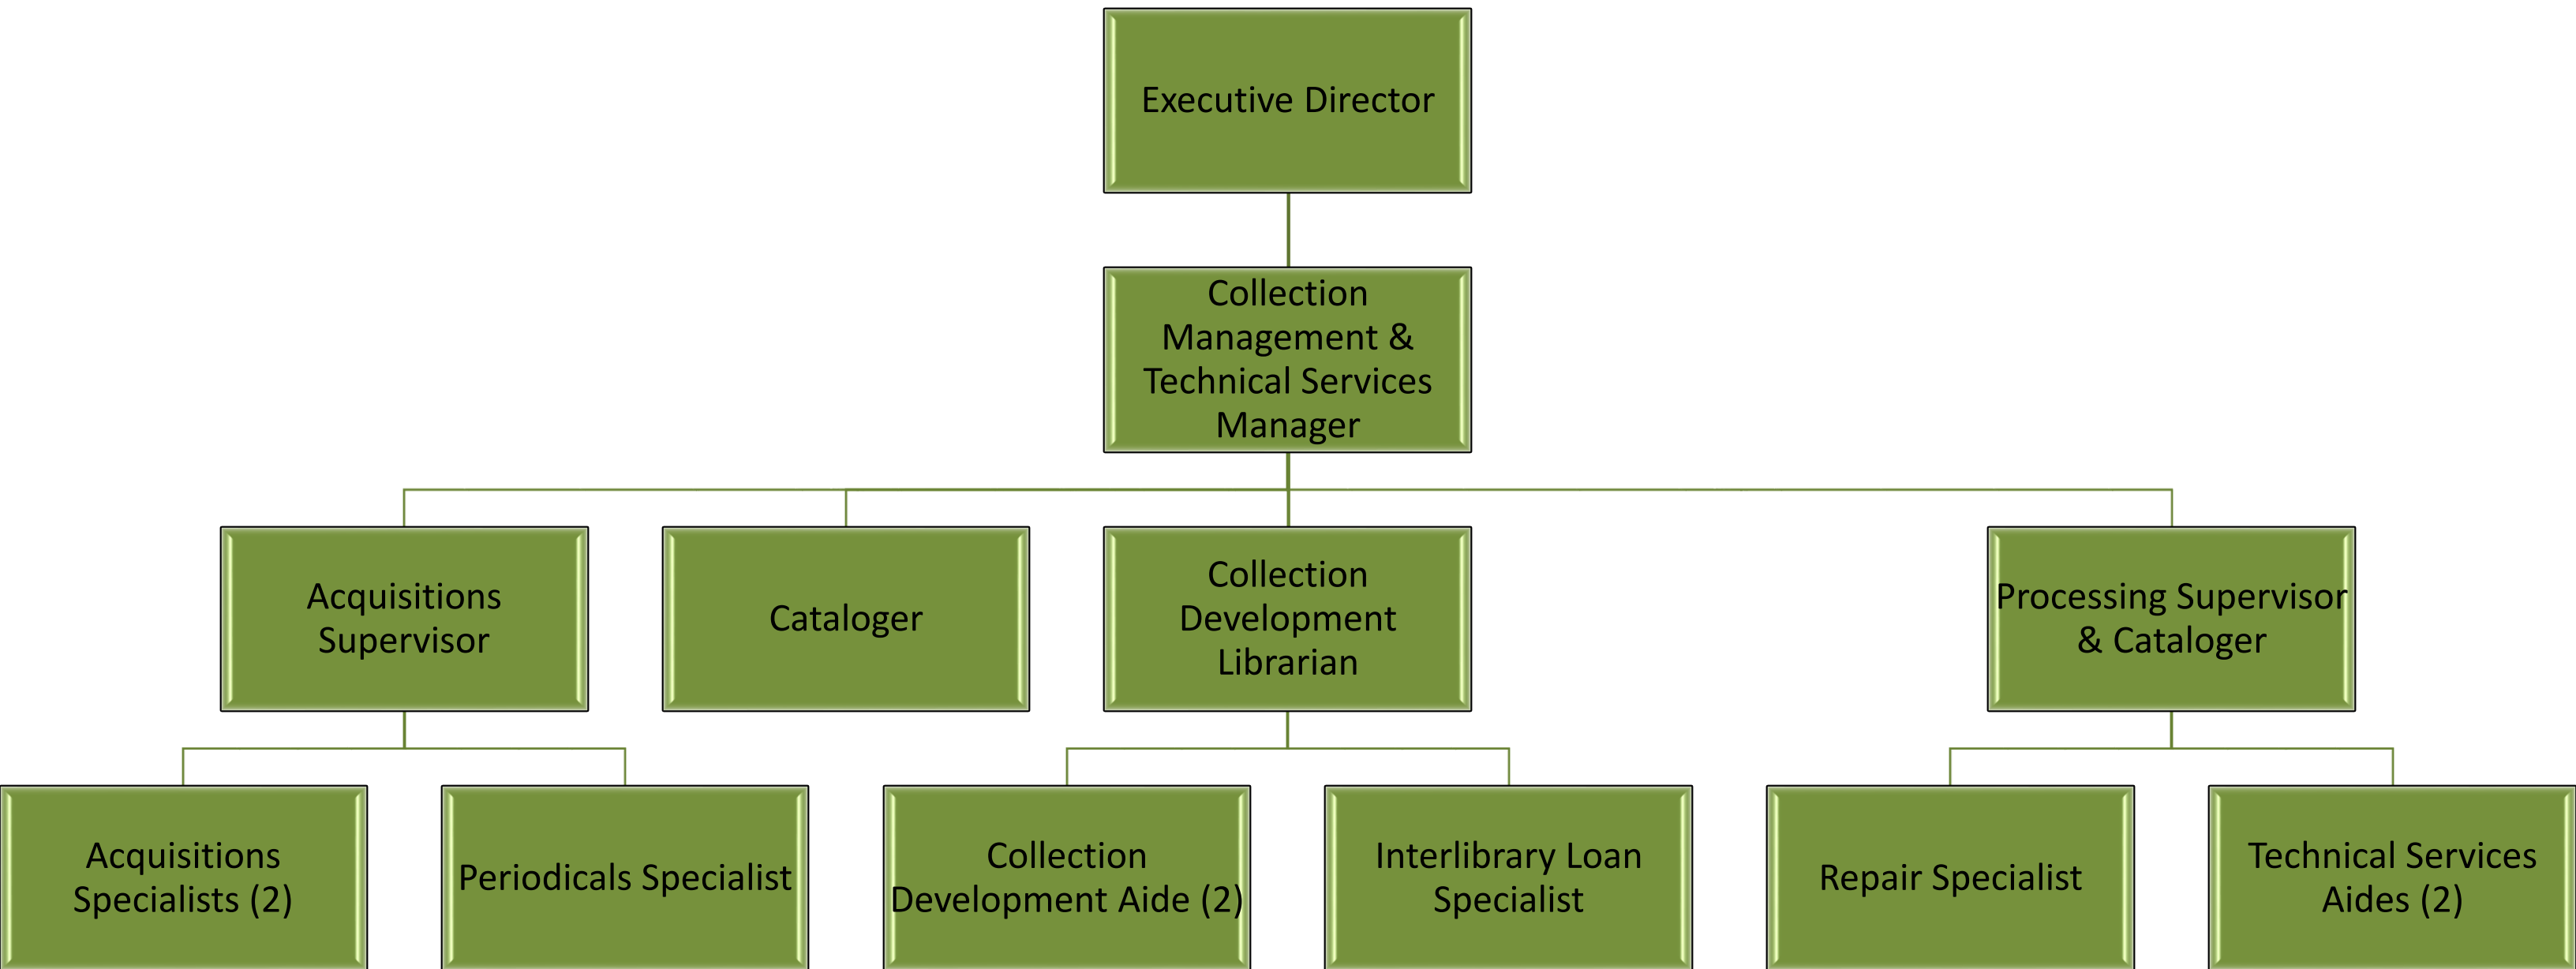 Executive Director
Collection
Management &
Technical Services
Manager
Acquisitions
Supervisor
Cataloger
Collection
Development
Librarian
Processing Supervisor
& Cataloger
Acquisitions
Specialists (2)
Periodicals Specialist
Collection
Development Aide (2)
Interlibrary Loan
Specialist
Repair Specialist
Technical Services
Aides (2)